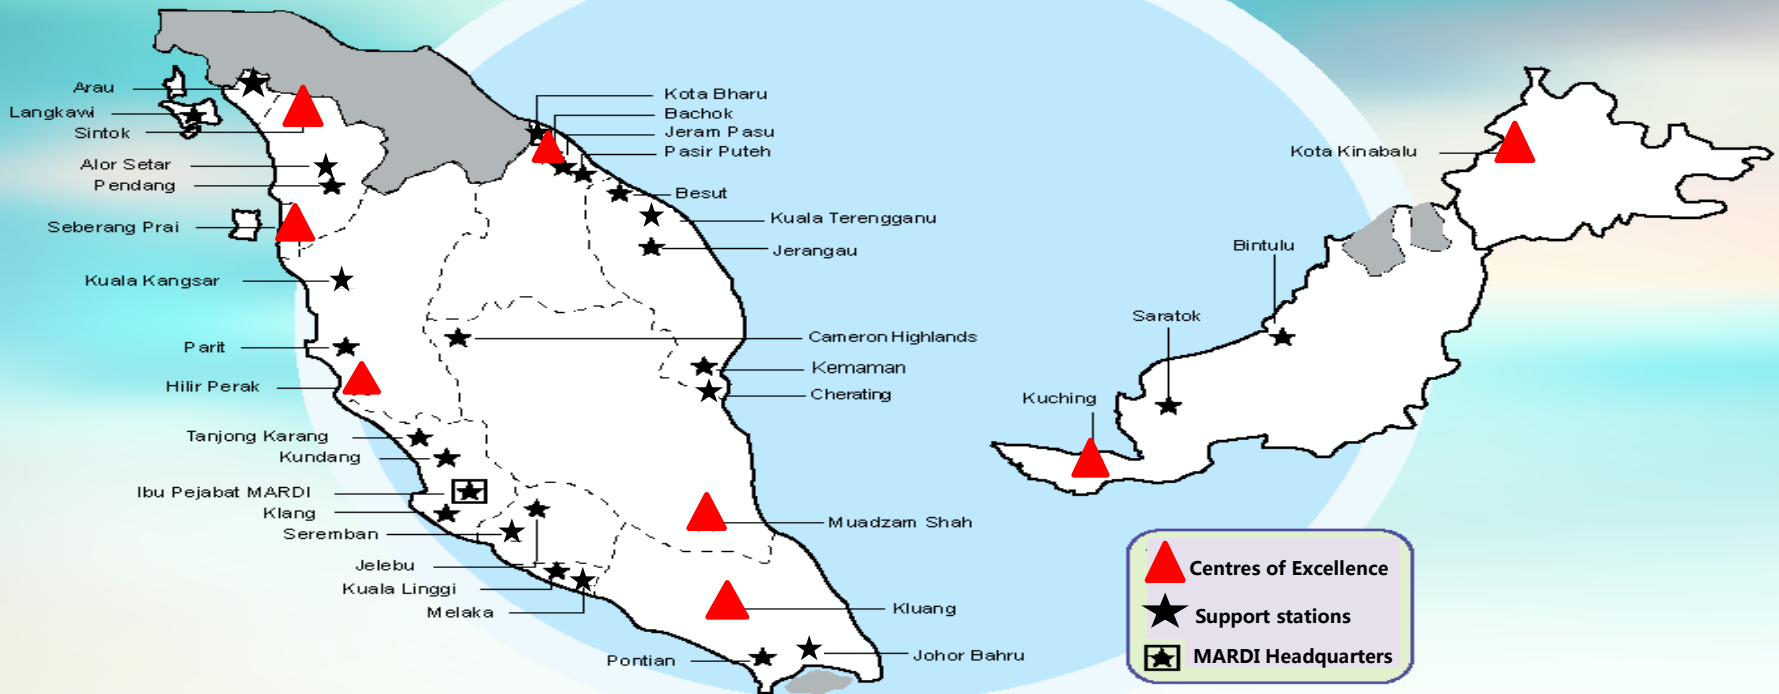 Arau
Langkawi
Sintok
Alor Setar
Pendang
Seberang Prai
Kuala Kangsar
Parit
Hilir Perak
Tanjong Karang
Kundang
Ibu Pejabat MARDI
Klang
Seremban
Jelebu
Kuala Linggi
Melaka
Pontian
Kota Bharu
Bachok
Jeram Pasu
Pasir Puteh
Besut
Kuala Terengganu
Jerangau
Cameron Highlands
Kemaman
Cherating
Muadzam Shah
Kluang
Johor Bahru
Kota Kinabalu
Bintulu
Saratok
Kuching
Centres of Excellence
Support stations
MARDI Headquarters